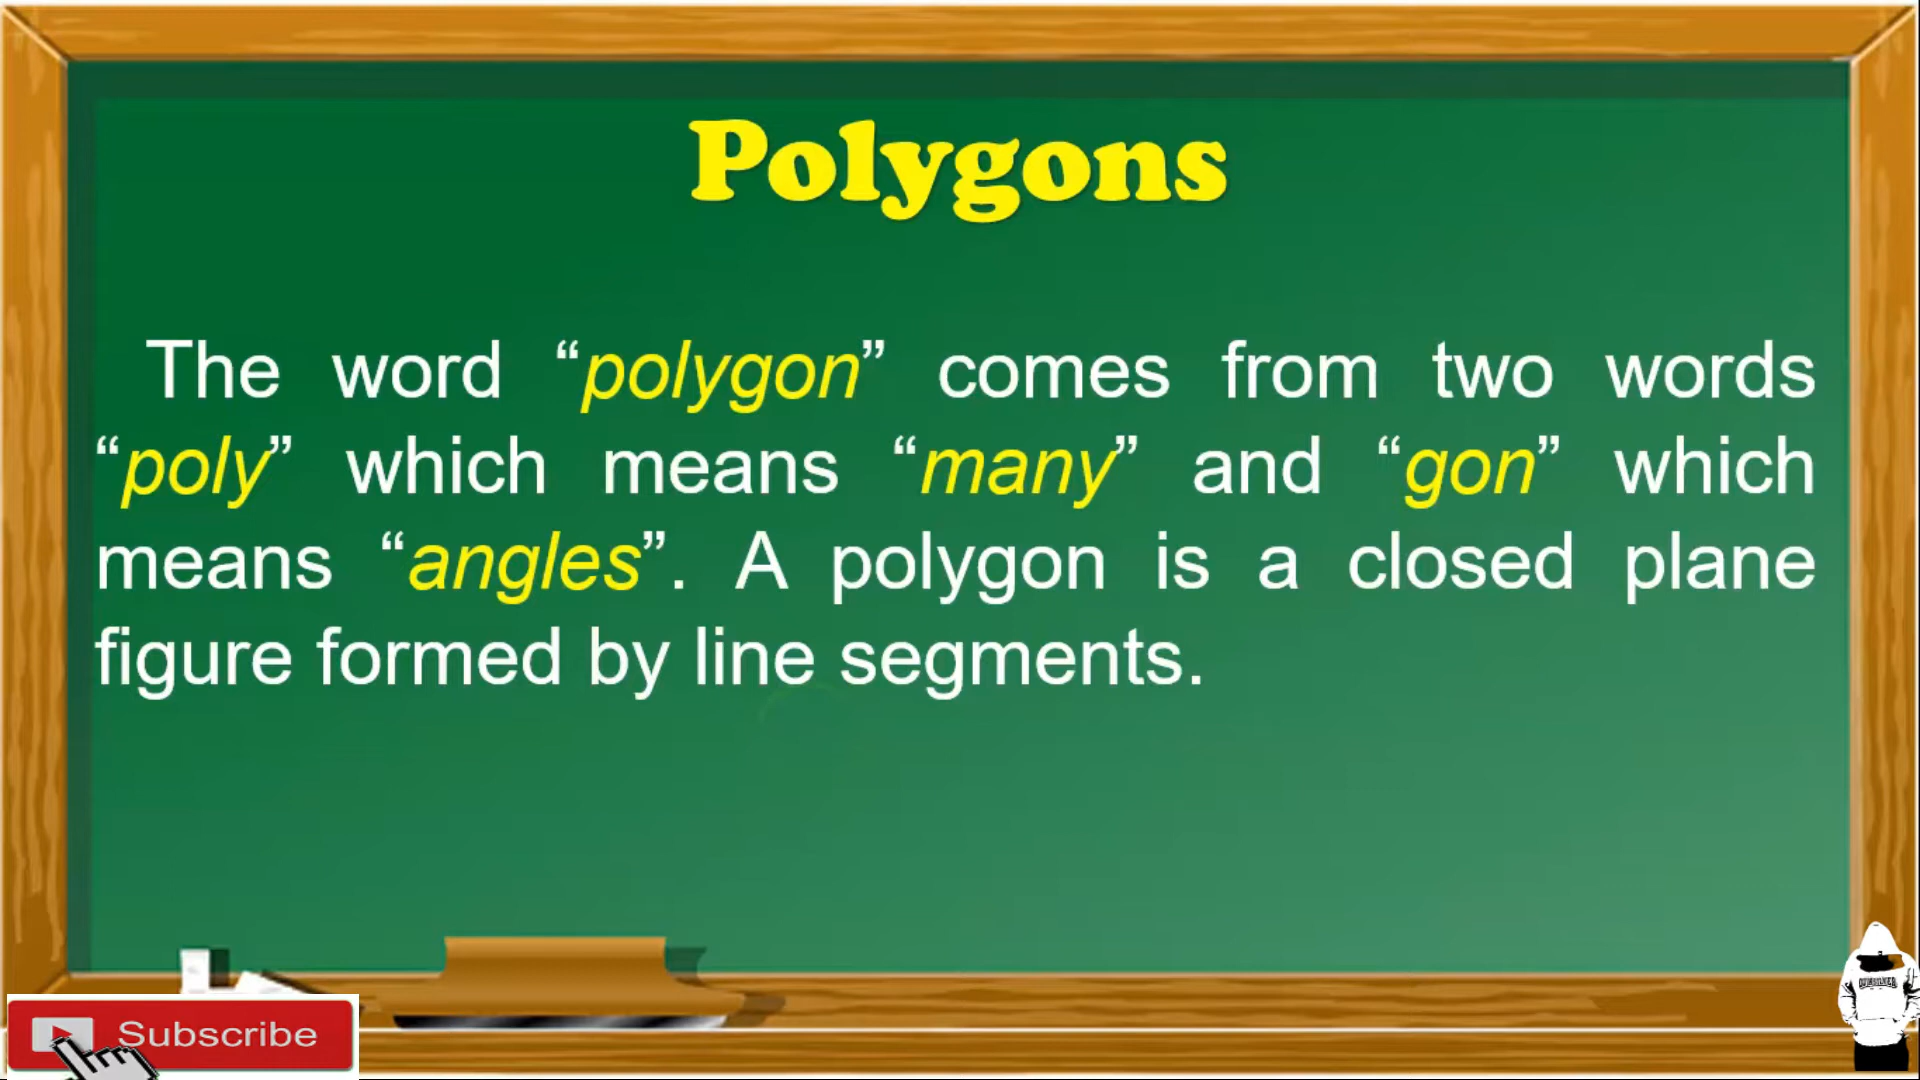 Polygons
The word “polygon” comes from two words
“poly” which means “many” and “gon” which
means “angles”. A polygon is a closed plane
figure formed by line segments.
Subscribe